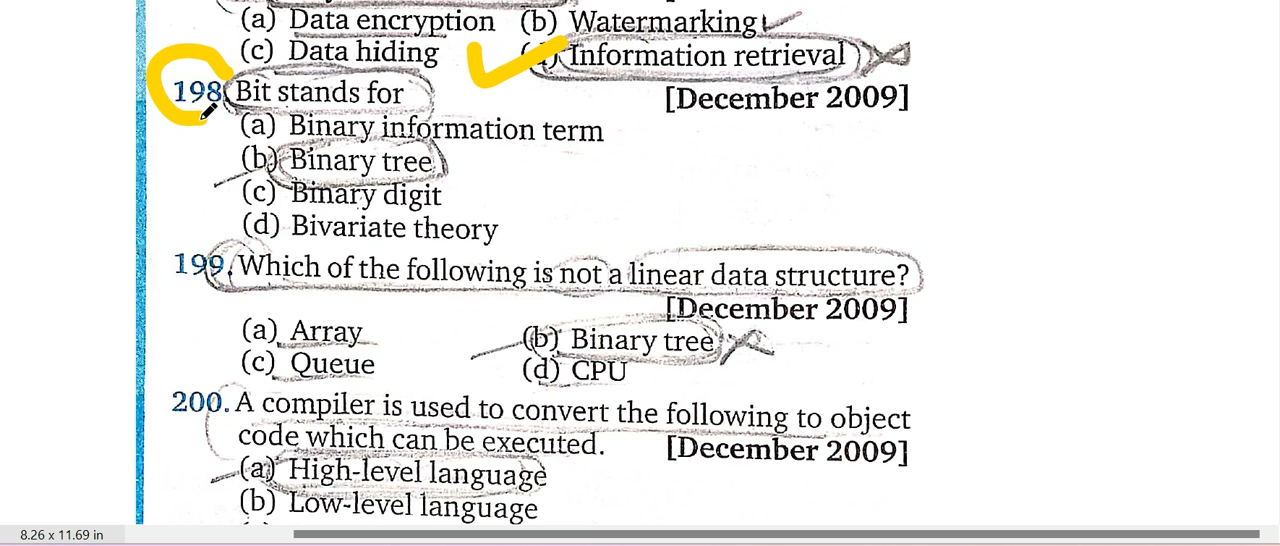 (a) Data encryption (b) Watermarking
(c) Data hiding (d) Information retrieval
198. Bit stands for [December 2009]
(a) Binary information term
(b) Binary tree
(c) Binary digit
(d) Bivariate theory
199. Which of the following is not a linear data structure?
[December 2009]
(a) Array (b) Binary tree
(c) Queue (d) CPU
200. A compiler is used to convert the following to object
code which can be executed. [December 2009]
(a) High-level language
(b) Low-level language
8.26 x 11.69 in